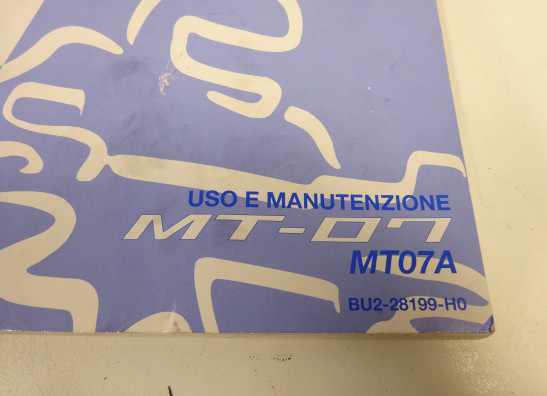 USO E MANUTENZIONE
MT-07
MT07A
BU2-28199-H0